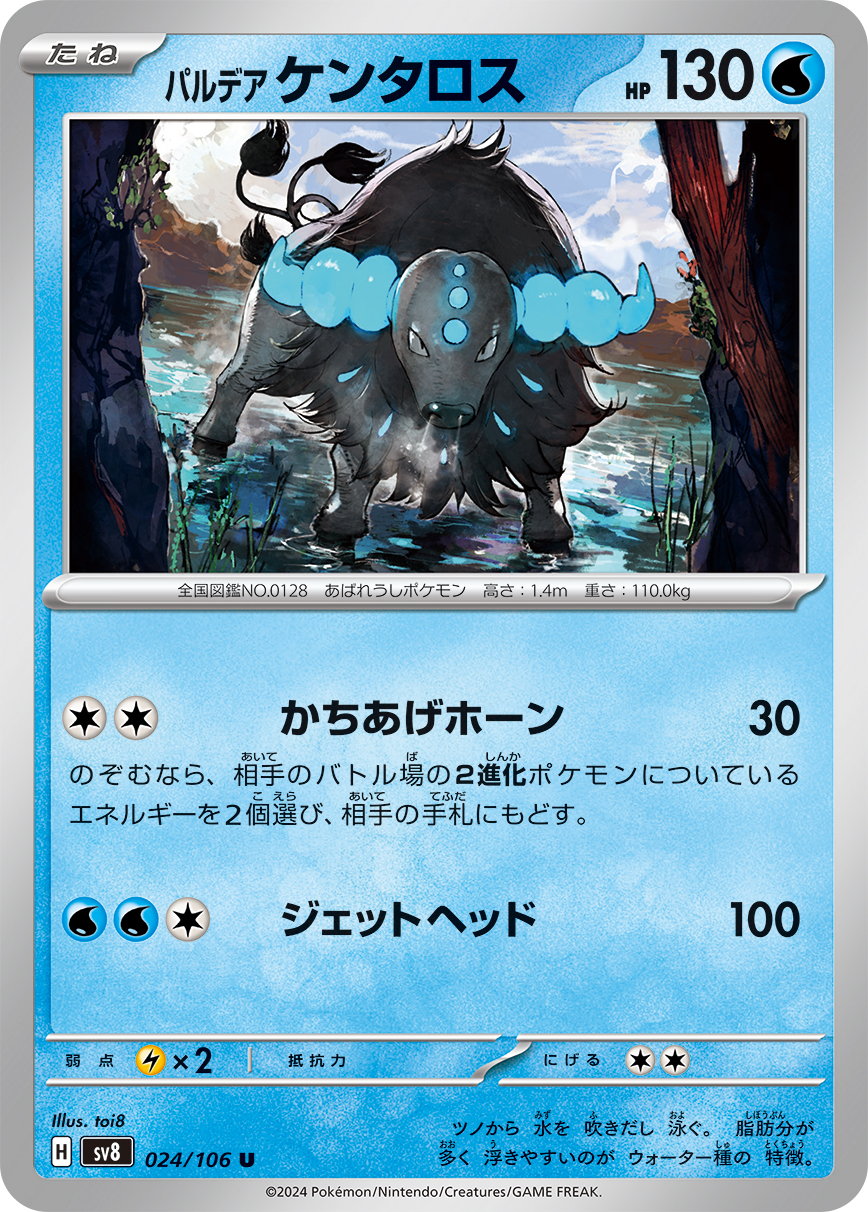 たね
パルデア ケンタロス HP 130
全国図鑑NO.0128 あばれうしポケモン 高さ：1.4m 重さ：110.0kg
かちあげホーン 30
のぞむなら、相手のバトル場の2進化ポケモンについている
エネルギーを2個選び、相手の手札にもどす。
ジェットヘッド 100
弱点 ×2 抵抗力 にげる
Illus. toi8
H sv8 024/106 U
ツノから 水を 吹きだし 泳ぐ。 脂肪分が
多く 浮きやすいのが ウォーター種の 特徴。
©2024 Pokémon/Nintendo/Creatures/GAME FREAK.